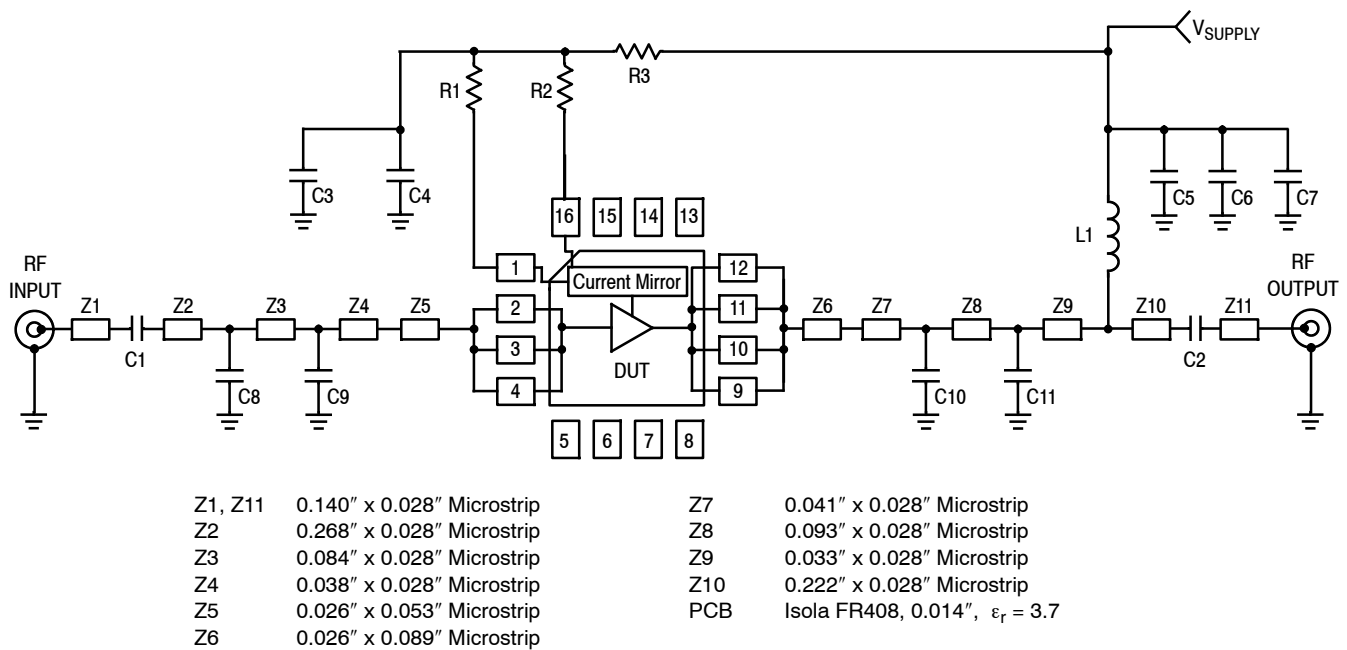 V_SUPPLY
R3
R1
R2
C3
C4
C5
C6
C7
L1
16
15
14
13
RF
INPUT
RF
OUTPUT
1
Current Mirror
12
Z1
Z2
Z3
Z4
Z5
2
11
Z6
Z7
Z8
Z9
Z10
Z11
C1
3
DUT
10
C2
C8
C9
4
9
C10
C11
5
6
7
8
Z1, Z11 0.140″ x 0.028″ Microstrip
Z2 0.268″ x 0.028″ Microstrip
Z3 0.084″ x 0.028″ Microstrip
Z4 0.038″ x 0.028″ Microstrip
Z5 0.026″ x 0.053″ Microstrip
Z6 0.026″ x 0.089″ Microstrip
Z7 0.041″ x 0.028″ Microstrip
Z8 0.093″ x 0.028″ Microstrip
Z9 0.033″ x 0.028″ Microstrip
Z10 0.222″ x 0.028″ Microstrip
PCB Isola FR408, 0.014″, εr = 3.7